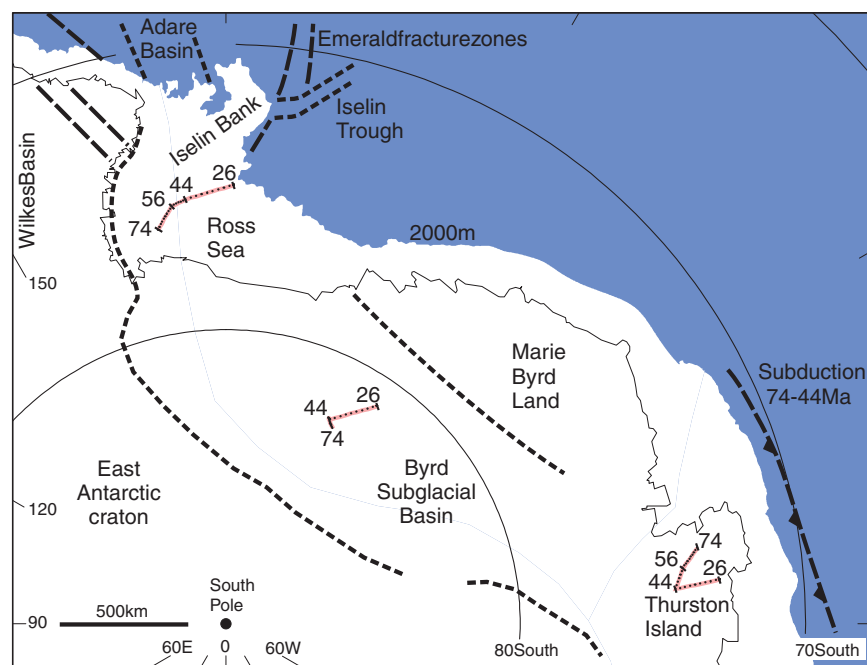 Adare
Basin
Emeraldfracturezones
Iselin Bank
Iselin
Trough
WilkesBasin
26
44
56
74
Ross
Sea
2000m
150
Marie
Byrd
Land
Subduction
74-44Ma
44
26
74
East
Antarctic
craton
Byrd
Subglacial
Basin
120
74
56
26
44
Thurston
Island
500km
South
Pole
90
60E
0
60W
80South
70South